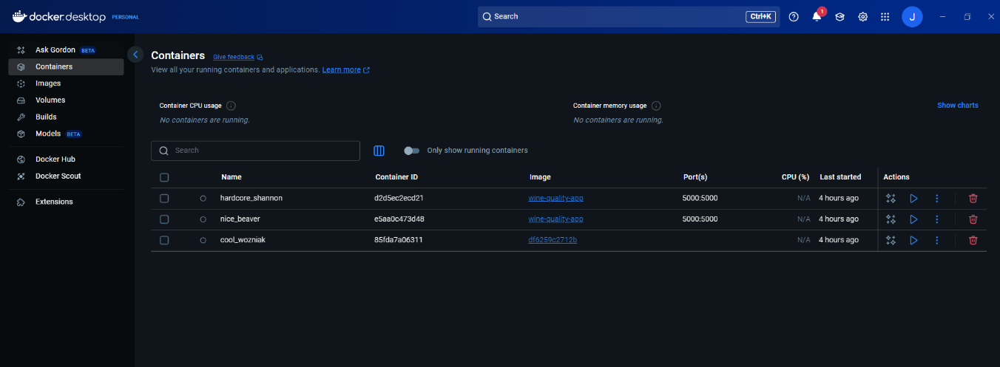 docker.desktop PERSONAL
Search Ctrl+K
1
J
Ask Gordon BETA
Containers
Images
Volumes
Builds
Models BETA
Docker Hub
Docker Scout
Extensions
Containers Give feedback
View all your running containers and applications. Learn more
Container CPU usage
No containers are running.
Container memory usage
No containers are running.
Show charts
Search
Only show running containers
Name Container ID Image Port(s) CPU (%) Last started Actions
hardcore_shannon d2d5ec2ecd21 wine-quality-app 5000:5000 N/A 4 hours ago
nice_beaver e5aa0c473d48 wine-quality-app 5000:5000 N/A 4 hours ago
cool_wozniak 85fda7a06311 df6259c2712b N/A 4 hours ago